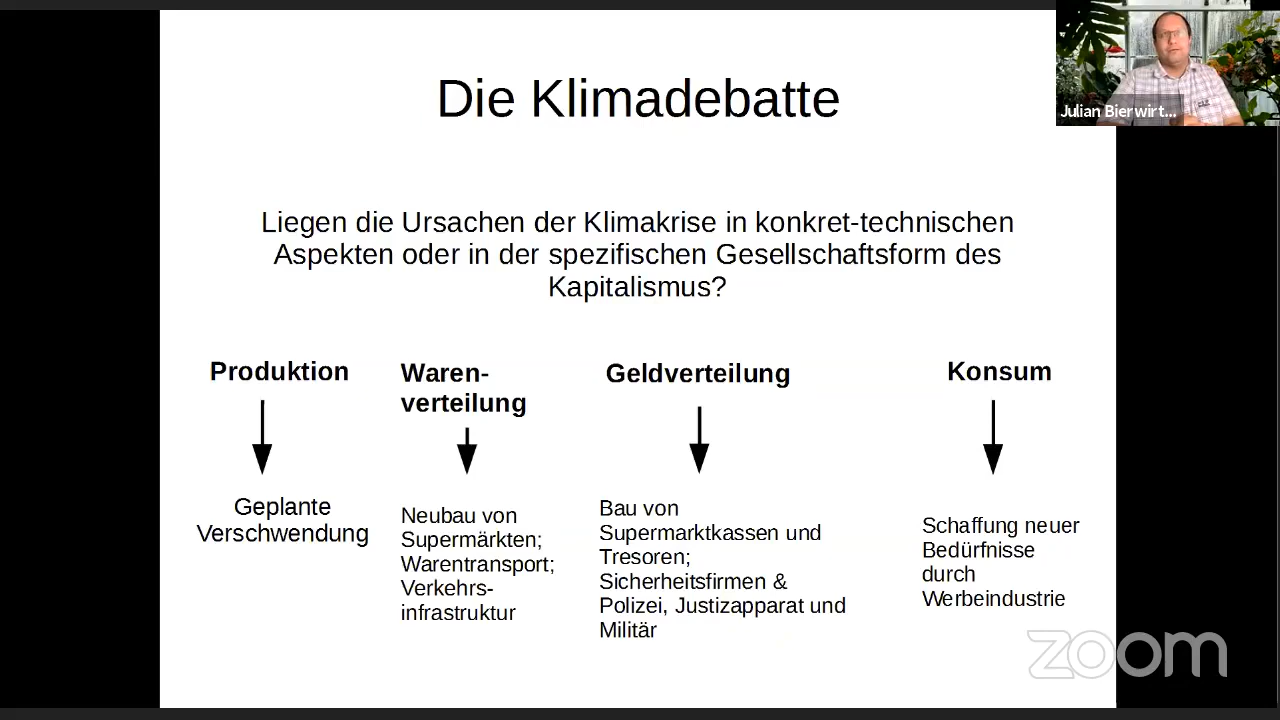 Die Klimadebatte
Julian Bierwirt...
Liegen die Ursachen der Klimakrise in konkret-technischen
Aspekten oder in der spezifischen Gesellschaftsform des
Kapitalismus?
Produktion
Geplante
Verschwendung
Waren-
verteilung
Neubau von
Supermärkten;
Warentransport;
Verkehrs-
infrastruktur
Geldverteilung
Bau von
Supermarktkassen und
Tresoren;
Sicherheitsfirmen &
Polizei, Justizapparat und
Militär
Konsum
Schaffung neuer
Bedürfnisse
durch
Werbeindustrie
zoom